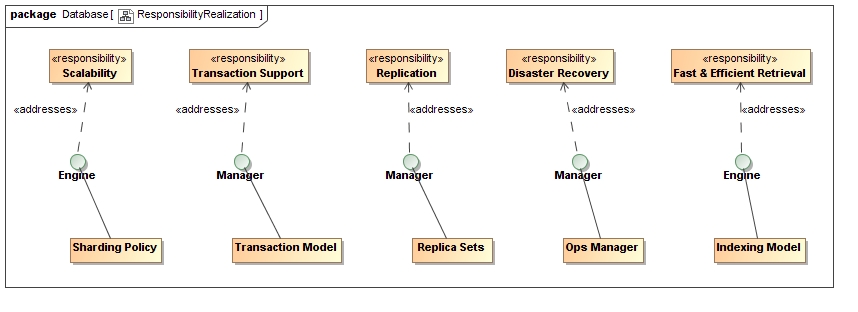 package Database[ ResponsibilityRealization ]
«responsibility» «responsibility» «responsibility» «responsibility» «responsibility»
Scalability Transaction Support Replication Disaster Recovery Fast & Efficient Retrieval
«addresses» «addresses» «addresses» «addresses» «addresses»
Engine Manager Manager Manager Engine
Sharding Policy Transaction Model Replica Sets Ops Manager Indexing Model